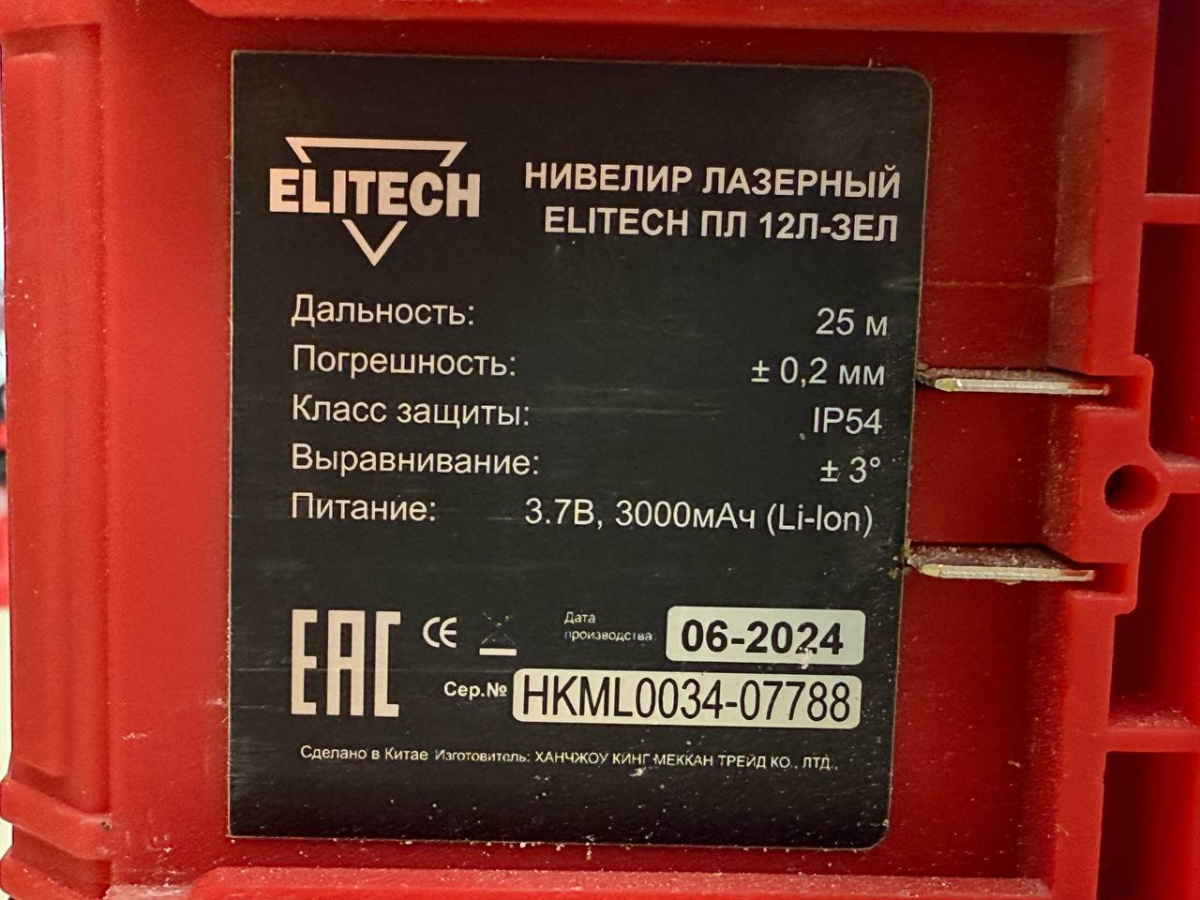 ELITECH
НИВЕЛИР ЛАЗЕРНЫЙ
ELITECH ПЛ 12Л-ЗЕЛ
Дальность: 25 м
Погрешность: ± 0,2 мм
Класс защиты: IP54
Выравнивание: ± 3°
Питание: 3.7В, 3000мАч (Li-Ion)
EAC CE
Дата
производства: 06-2024
Сер.№ HKML0034-07788
Сделано в Китае Изготовитель: ХАНЧЖОУ КИНГ МЕККАН ТРЕЙД КО., ЛТД.,